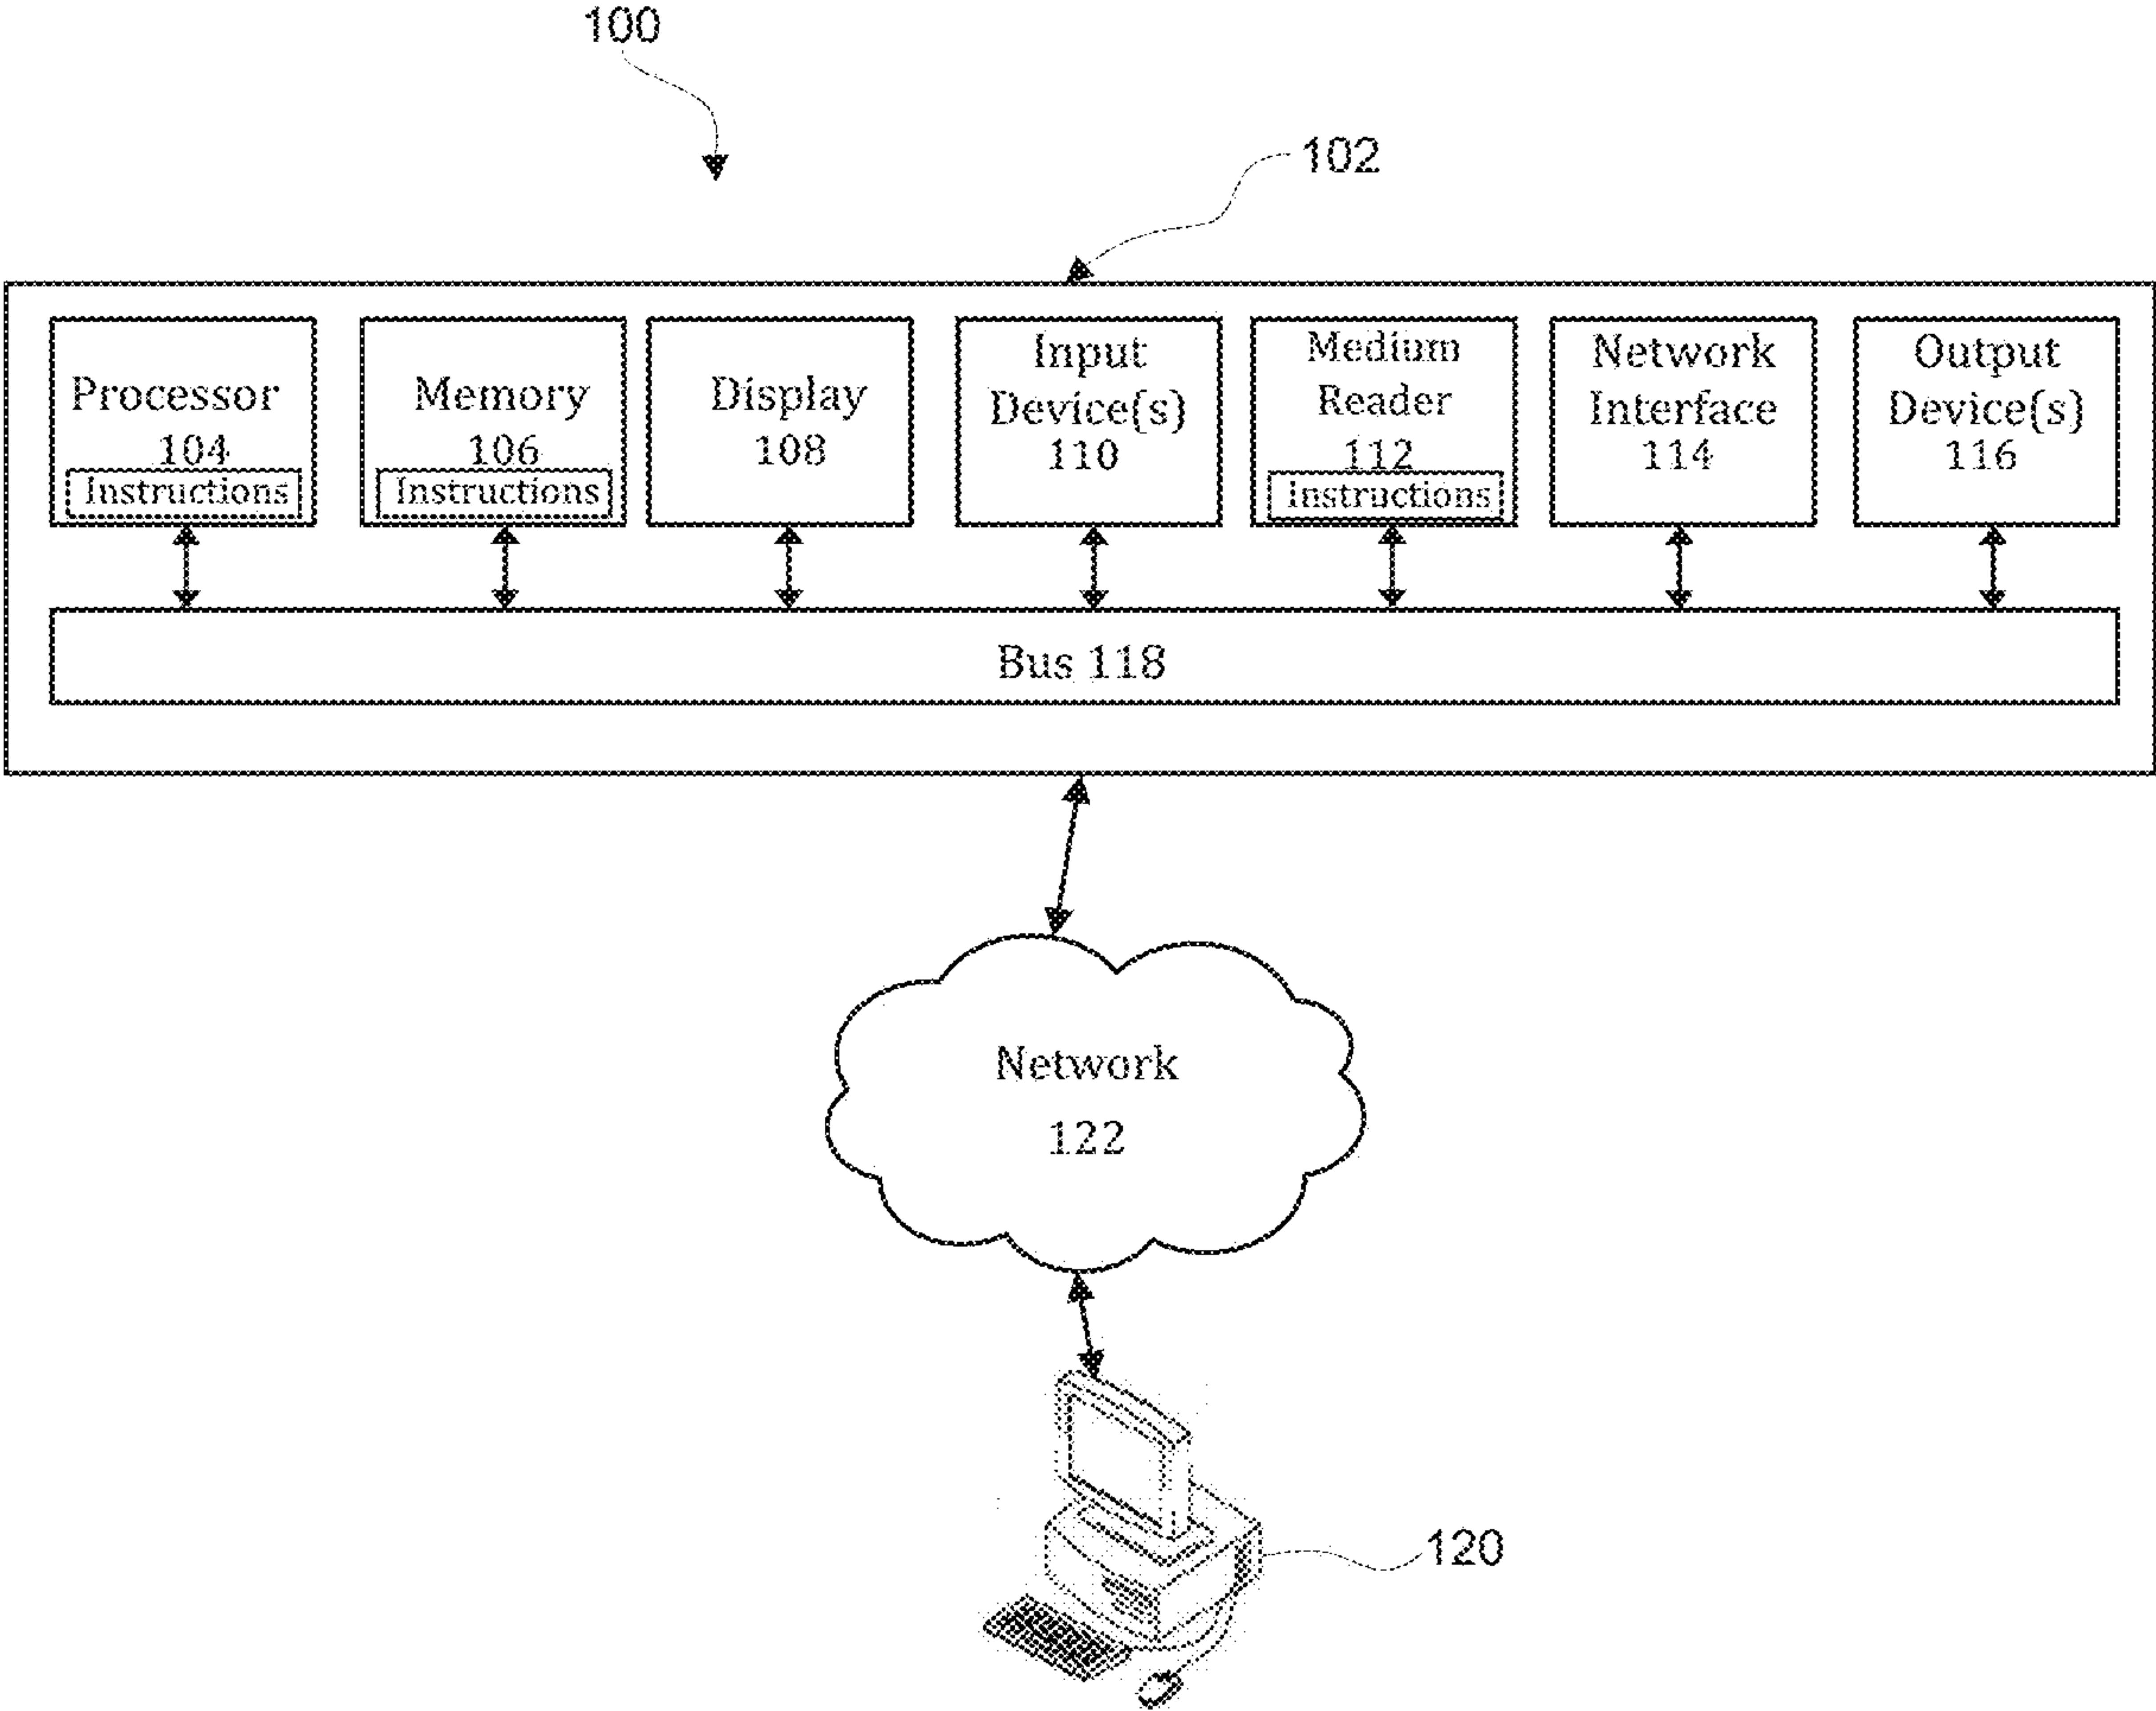 100
102
Processor
104
Instructions
Memory
106
Instructions
Display
108
Input
Device(s)
110
Medium
Reader
112
Instructions
Network
Interface
114
Output
Device(s)
116
Bus 118
Network
122
120